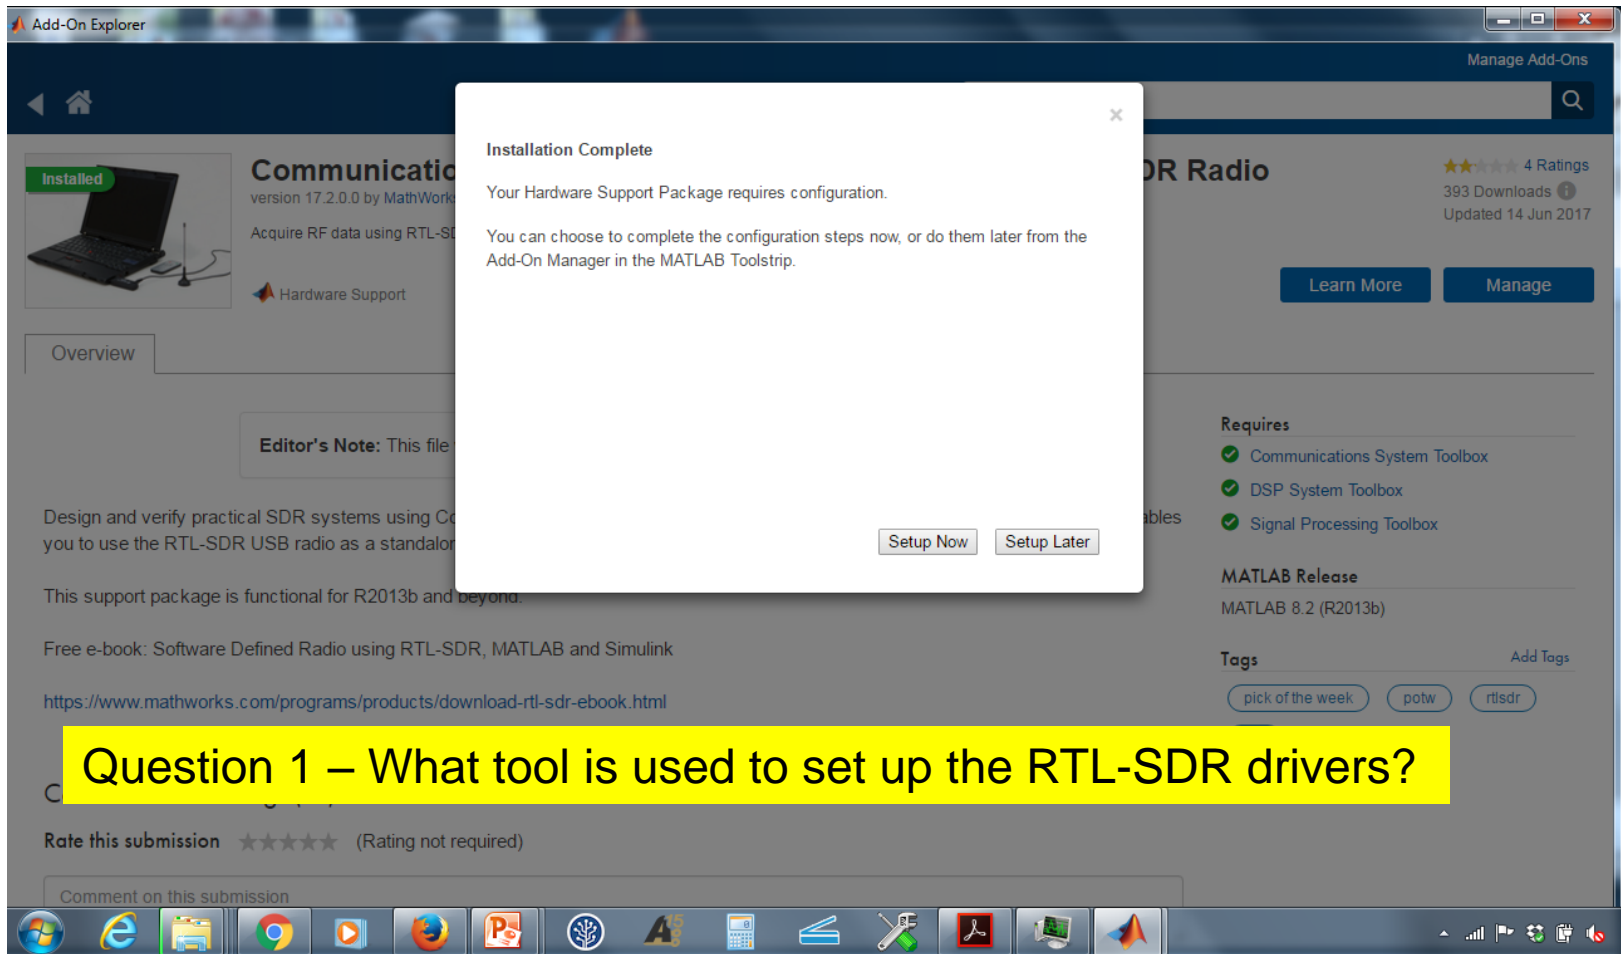 Add-On Explorer
Manage Add-Ons
Installed
Communicatio
DR Radio
version 17.2.0.0 by MathWorks
Acquire RF data using RTL-SD
Hardware Support
4 Ratings
393 Downloads
Updated 14 Jun 2017
Learn More
Manage
Installation Complete
Your Hardware Support Package requires configuration.
You can choose to complete the configuration steps now, or do them later from the
Add-On Manager in the MATLAB Toolstrip.
Setup Now
Setup Later
Overview
Editor's Note: This file
Design and verify practical SDR systems using Co
ables
you to use the RTL-SDR USB radio as a standalon
This support package is functional for R2013b and beyond.
Free e-book: Software Defined Radio using RTL-SDR, MATLAB and Simulink
https://www.mathworks.com/programs/products/download-rtl-sdr-ebook.html
Requires
Communications System Toolbox
DSP System Toolbox
Signal Processing Toolbox
MATLAB Release
MATLAB 8.2 (R2013b)
Tags
Add Tags
pick of the week
potw
rtlsdr
Question 1 – What tool is used to set up the RTL-SDR drivers?
Rate this submission
(Rating not required)
Comment on this submission